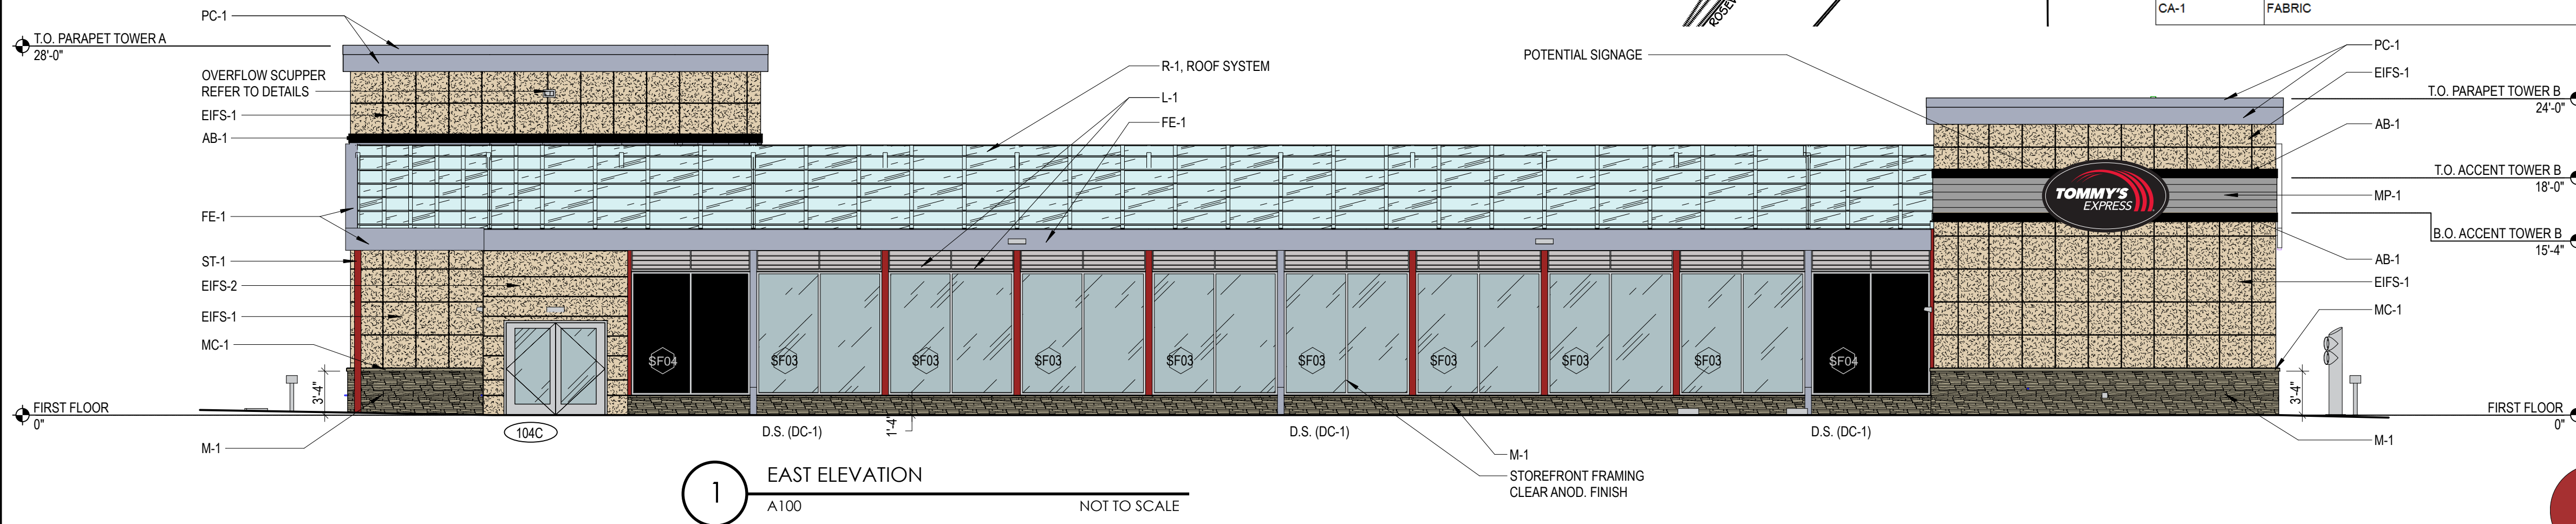 CA-1
FABRIC
PC-1
T.O. PARAPET TOWER A
28'-0"
OVERFLOW SCUPPER
REFER TO DETAILS
EIFS-1
AB-1
FE-1
ST-1
EIFS-2
EIFS-1
MC-1
3'-4"
FIRST FLOOR
0"
M-1
104C
R-1, ROOF SYSTEM
L-1
FE-1
POTENTIAL SIGNAGE
SF04
SF03
SF03
SF03
SF03
SF03
SF03
SF03
SF03
SF04
D.S. (DC-1)
1'-4"
D.S. (DC-1)
D.S. (DC-1)
M-1
STOREFRONT FRAMING
CLEAR ANOD. FINISH
TOMMY'S
EXPRESS
PC-1
EIFS-1
T.O. PARAPET TOWER B
24'-0"
AB-1
T.O. ACCENT TOWER B
18'-0"
MP-1
B.O. ACCENT TOWER B
15'-4"
AB-1
EIFS-1
MC-1
3'-4"
FIRST FLOOR
0"
M-1
1
EAST ELEVATION
A100
NOT TO SCALE